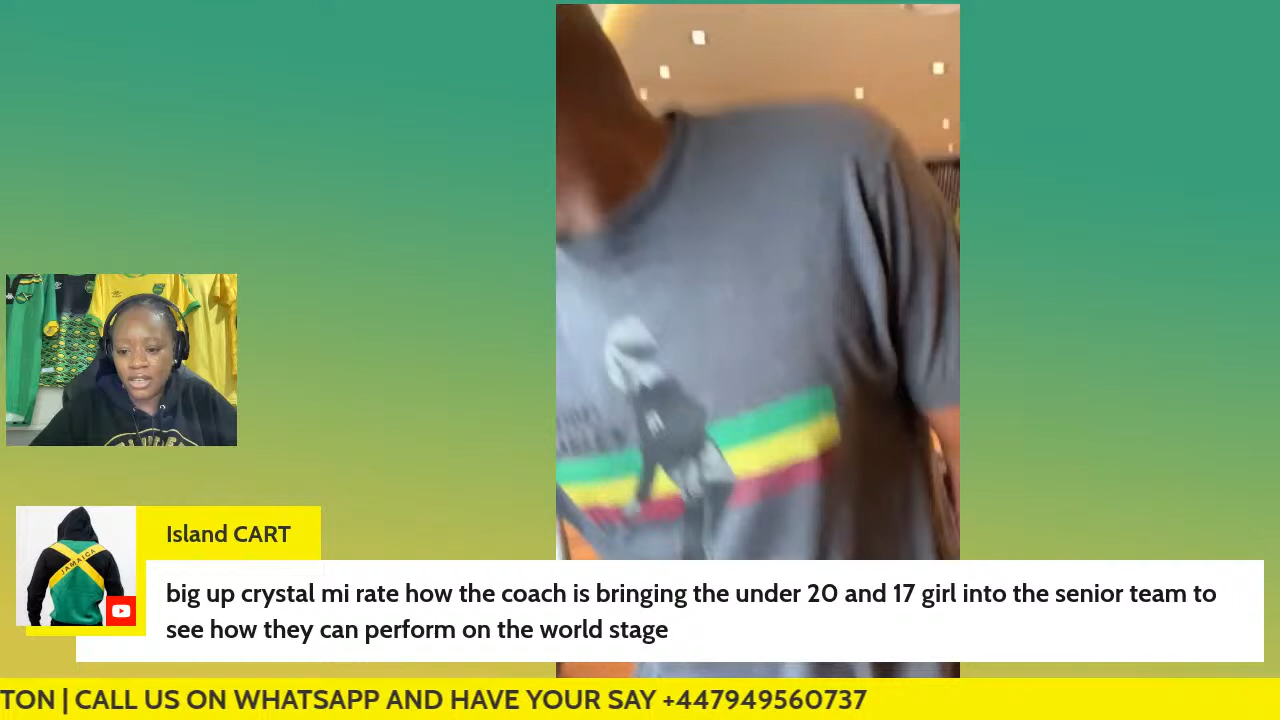 JAMAICA
Island CART
big up crystal mi rate how the coach is bringing the under 20 and 17 girl into the senior team to
see how they can perform on the world stage
TON | CALL US ON WHATSAPP AND HAVE YOUR SAY +447949560737